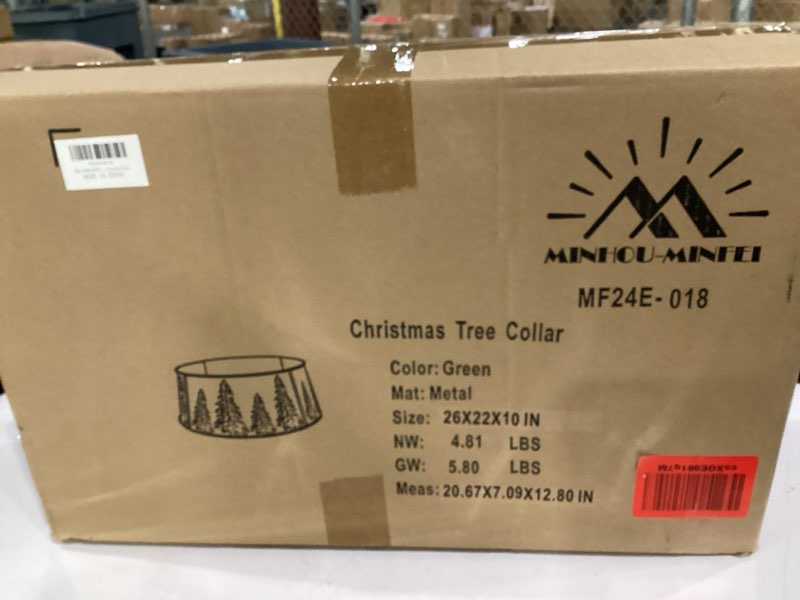 MINHOU-MINFEI
MF24E-018
Christmas Tree Collar
Color: Green
Mat: Metal
Size: 26X22X10 IN
NW: 4.81 LBS
GW: 5.80 LBS
Meas: 20.67X7.09X12.80 IN